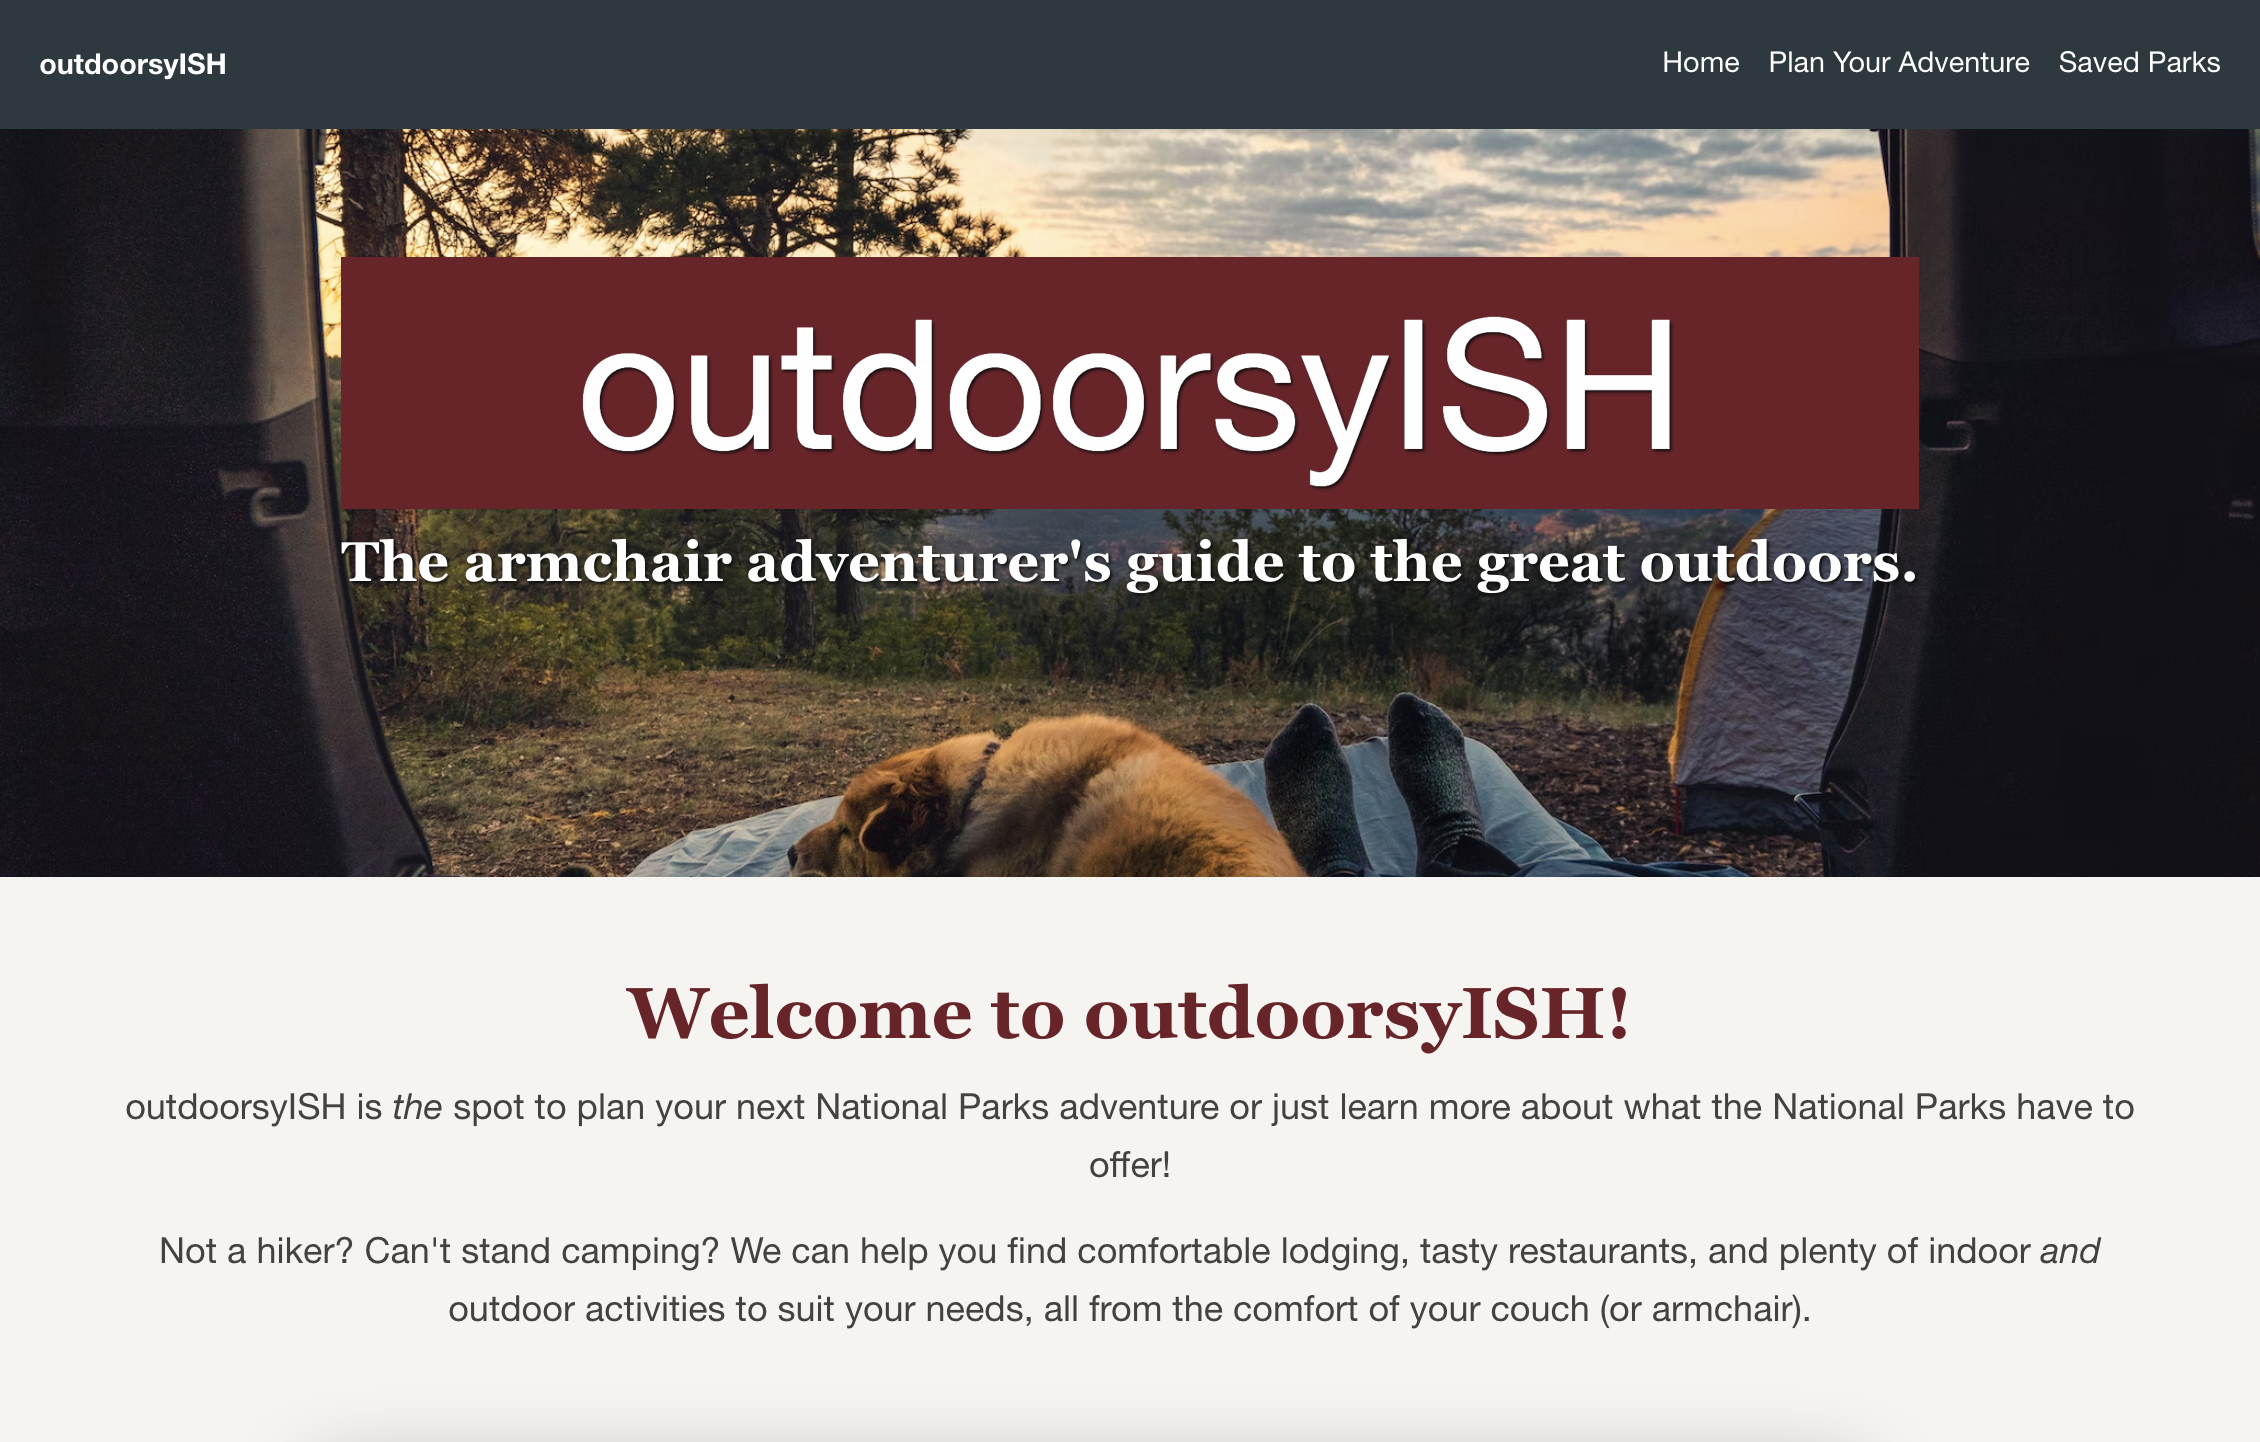 outdoorsyISH
Home Plan Your Adventure Saved Parks
outdoorsyISH
The armchair adventurer's guide to the great outdoors.
Welcome to outdoorsyISH!
outdoorsyISH is the spot to plan your next National Parks adventure or just learn more about what the National Parks have to
offer!
Not a hiker? Can't stand camping? We can help you find comfortable lodging, tasty restaurants, and plenty of indoor and
outdoor activities to suit your needs, all from the comfort of your couch (or armchair).